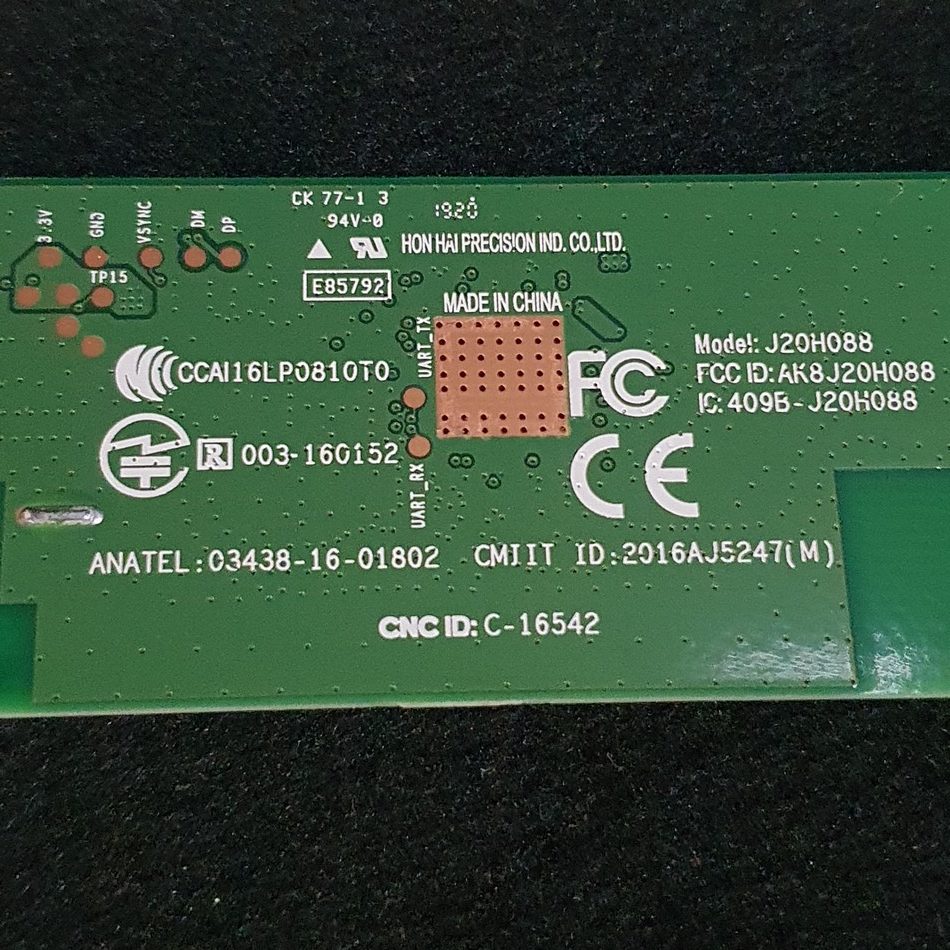 3.3V
GND
VSYNC
DM
DP
TP15
CK 77-1 3
94V-0
1920
E85792
HON HAI PRECISION IND. CO.,LTD.
MADE IN CHINA
UART_TX
CCAI16LP0810T0
FC
Model: J20H088
FCC ID: AK8J20H088
IC: 409B-J20H088
R 003-160152
UART_RX
CE
ANATEL:03438-16-01802
CMIIT ID:2016AJ5247(M)
CNC ID: C-16542